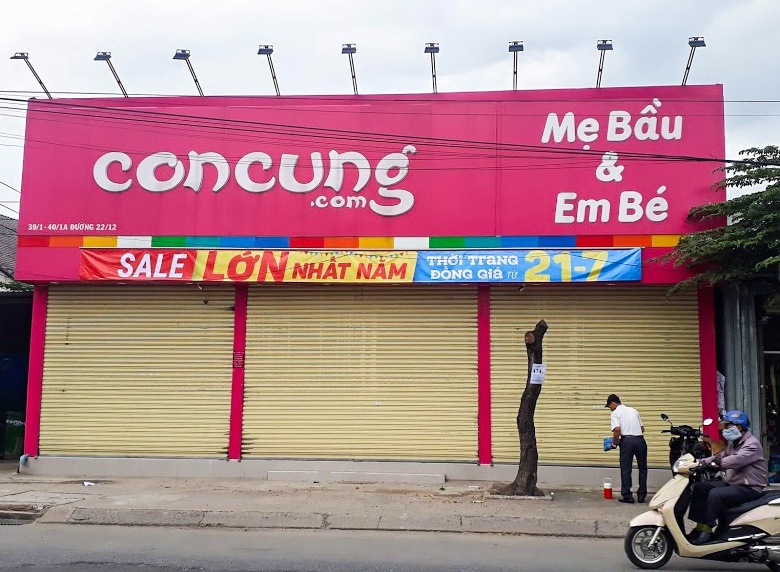 concung
.com
Mẹ Bầu
&
Em Bé
39/1 - 40/1A ĐƯỜNG 22/12
SALE LỚN NHẤT NĂM
THỜI TRANG
ĐỒNG GIÁ TỪ
21-7